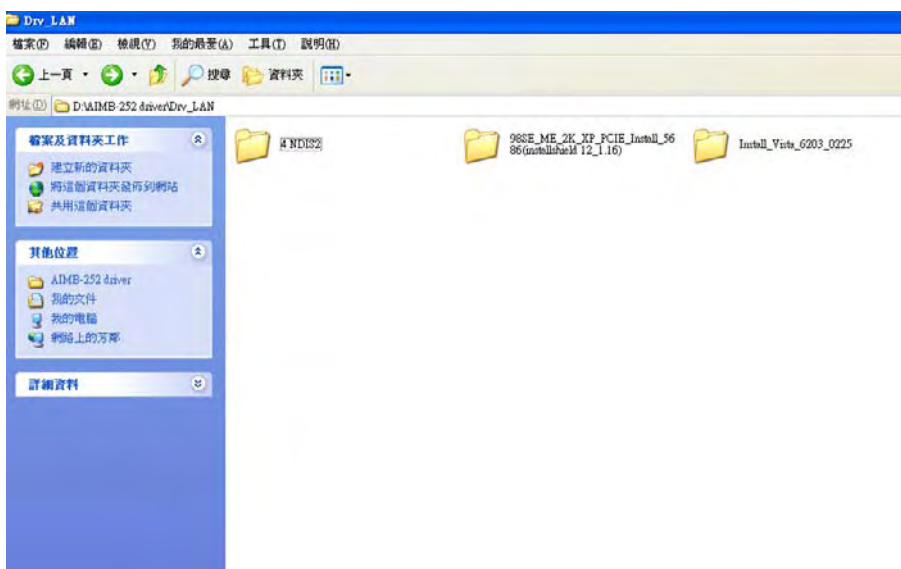 Drv_LAN
檔案(F) 編輯(E) 檢視(V) 我的最愛(A) 工具(T) 說明(H)
上一頁 搜尋 資料夾
網址(D) D:\AIMB-252 driver\Drv_LAN
檔案及資料夾工作
建立新的資料夾
將這個資料夾發佈到網站
共用這個資料夾
其他位置
AIMB-252 driver
我的文件
我的電腦
網路上的芳鄰
詳細資料
4 NDIS2
98SE_ME_2K_XP_PCIE_Install_56
86(installshield 12_1.16)
Install_Vista_6203_0225